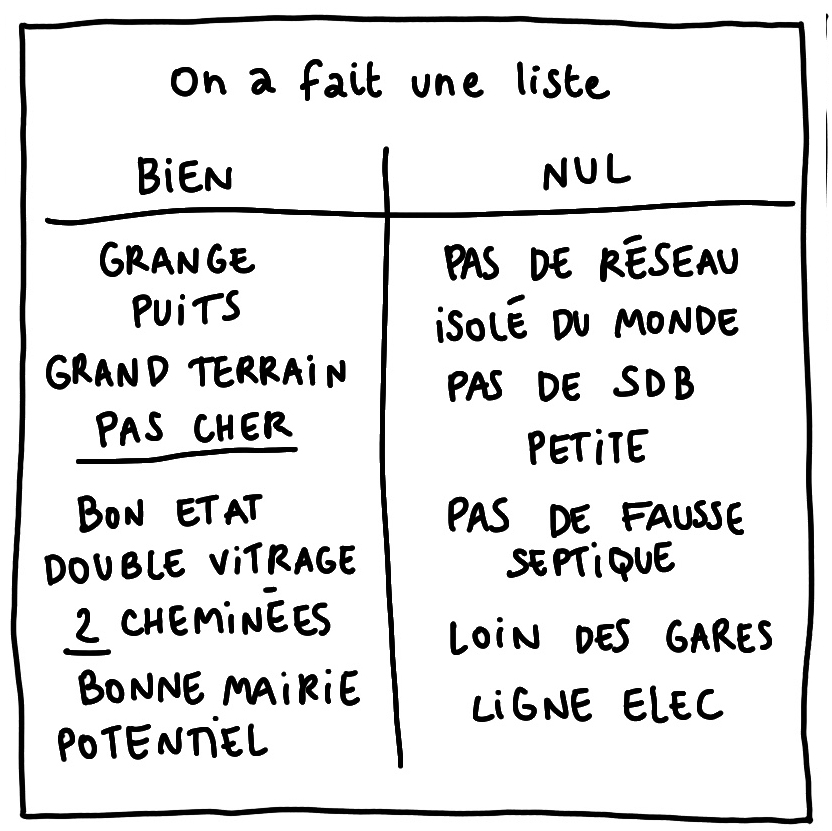 On a fait une liste
BiEN
NUL
GRANGE
PUiTS
GRAND TERRAiN
PAS CHER
BON ETAT
DOUBLE ViTRAGE
2 CHEMiNÉES
BONNE MAiRiE
POTENTiEL
PAS DE RÉSEAU
iSOLÉ DU MONDE
PAS DE SDB
PETiTE
PAS DE FAUSSE
SEPTiQUE
LOiN DES GARES
LiGNE ELEC